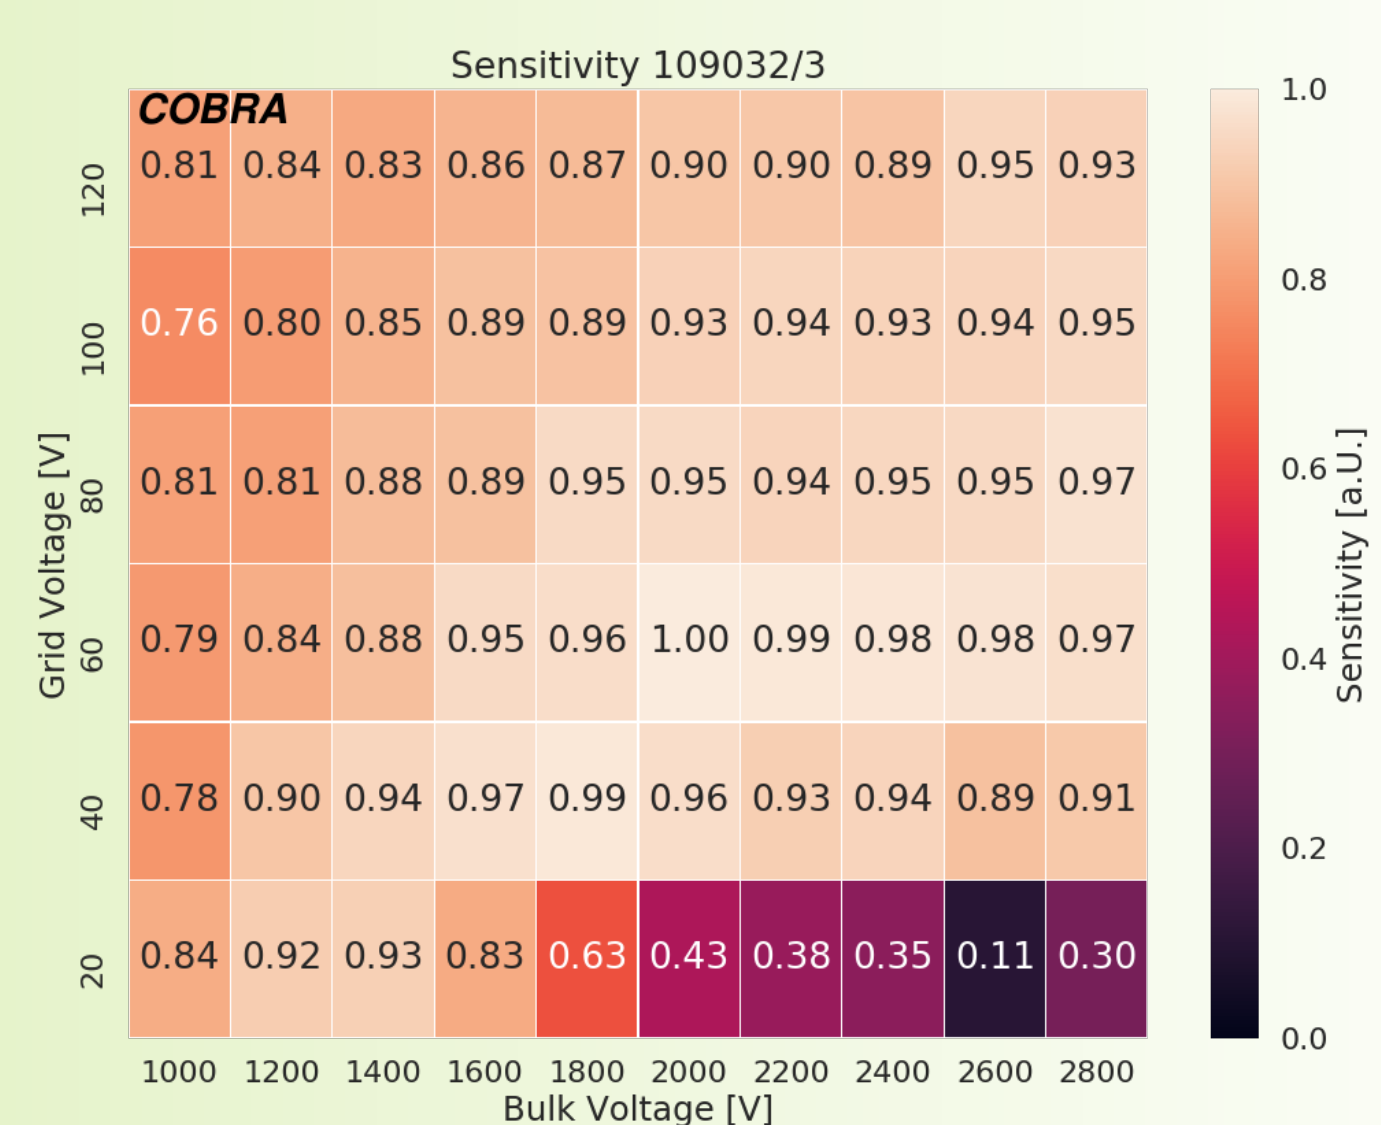 Sensitivity 109032/3
COBRA
120 0.81 0.84 0.83 0.86 0.87 0.90 0.90 0.89 0.95 0.93
100 0.76 0.80 0.85 0.89 0.89 0.93 0.94 0.93 0.94 0.95
80 0.81 0.81 0.88 0.89 0.95 0.95 0.94 0.95 0.95 0.97
60 0.79 0.84 0.88 0.95 0.96 1.00 0.99 0.98 0.98 0.97
40 0.78 0.90 0.94 0.97 0.99 0.96 0.93 0.94 0.89 0.91
20 0.84 0.92 0.93 0.83 0.63 0.43 0.38 0.35 0.11 0.30
1000 1200 1400 1600 1800 2000 2200 2400 2600 2800
Bulk Voltage [V]
Grid Voltage [V]
1.0
0.8
0.6
0.4
0.2
0.0
Sensitivity [a.U.]